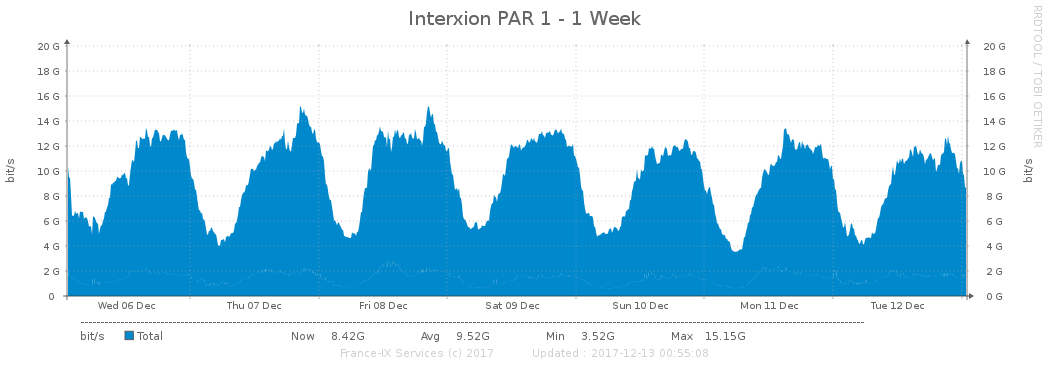 Interxion PAR 1 - 1 Week
RRDTOOL / TOBI OETIKER
20 G 20 G
18 G 18 G
16 G 16 G
14 G 14 G
12 G 12 G
10 G 10 G
8 G 8 G
6 G 6 G
4 G 4 G
2 G 2 G
0 0 G
bit/s bit/s
Wed 06 Dec Thu 07 Dec Fri 08 Dec Sat 09 Dec Sun 10 Dec Mon 11 Dec Tue 12 Dec
bit/s Total Now 8.42G Avg 9.52G Min 3.52G Max 15.15G
France-IX Services (c) 2017 Updated : 2017-12-13 00:55:08